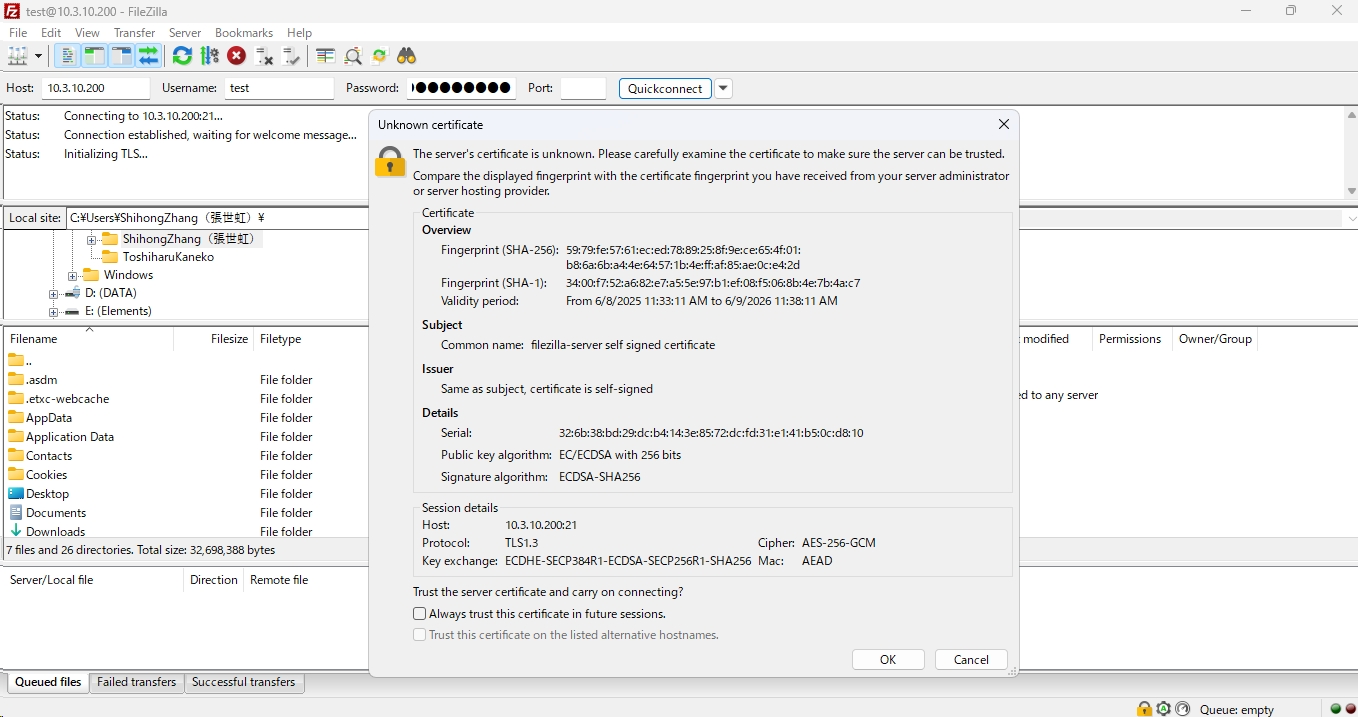 test@10.3.10.200 - FileZilla
File Edit View Transfer Server Bookmarks Help
Host: 10.3.10.200 Username: test Password: ●●●●●●●●● Port: Quickconnect
Status: Connecting to 10.3.10.200:21...
Status: Connection established, waiting for welcome message...
Status: Initializing TLS...
Local site: C:¥Users¥ShihongZhang（張世虹）¥
ShihongZhang（張世虹）
ToshiharuKaneko
Windows
D: (DATA)
E: (Elements)
Filename Filesize Filetype
..
.asdm File folder
.etxc-webcache File folder
AppData File folder
Application Data File folder
Contacts File folder
Cookies File folder
Desktop File folder
Documents File folder
Downloads File folder
7 files and 26 directories. Total size: 32,698,388 bytes
modified Permissions Owner/Group
to any server
Unknown certificate
The server's certificate is unknown. Please carefully examine the certificate to make sure the server can be trusted.
Compare the displayed fingerprint with the certificate fingerprint you have received from your server administrator
or server hosting provider.
Certificate
Overview
Fingerprint (SHA-256): 59:79:fe:57:61:ec:ed:78:89:25:8f:9e:ce:65:4f:01:
b8:6a:6b:a4:4e:64:57:1b:4e:ff:af:85:ae:0c:e4:2d
Fingerprint (SHA-1): 34:00:f7:52:a6:82:e7:a5:5e:97:b1:ef:08:f5:06:8b:4e:7b:4a:c7
Validity period: From 6/8/2025 11:33:11 AM to 6/9/2026 11:38:11 AM
Subject
Common name: filezilla-server self signed certificate
Issuer
Same as subject, certificate is self-signed
Details
Serial: 32:6b:38:bd:29:dc:b4:14:3e:85:72:dc:fd:31:e1:41:b5:0c:d8:10
Public key algorithm: EC/ECDSA with 256 bits
Signature algorithm: ECDSA-SHA256
Session details
Host: 10.3.10.200:21
Protocol: TLS1.3 Cipher: AES-256-GCM
Key exchange: ECDHE-SECP384R1-ECDSA-SECP256R1-SHA256 Mac: AEAD
Trust the server certificate and carry on connecting?
Always trust this certificate in future sessions.
Trust this certificate on the listed alternative hostnames.
OK Cancel
Server/Local file Direction Remote file
Queued files Failed transfers Successful transfers
Queue: empty